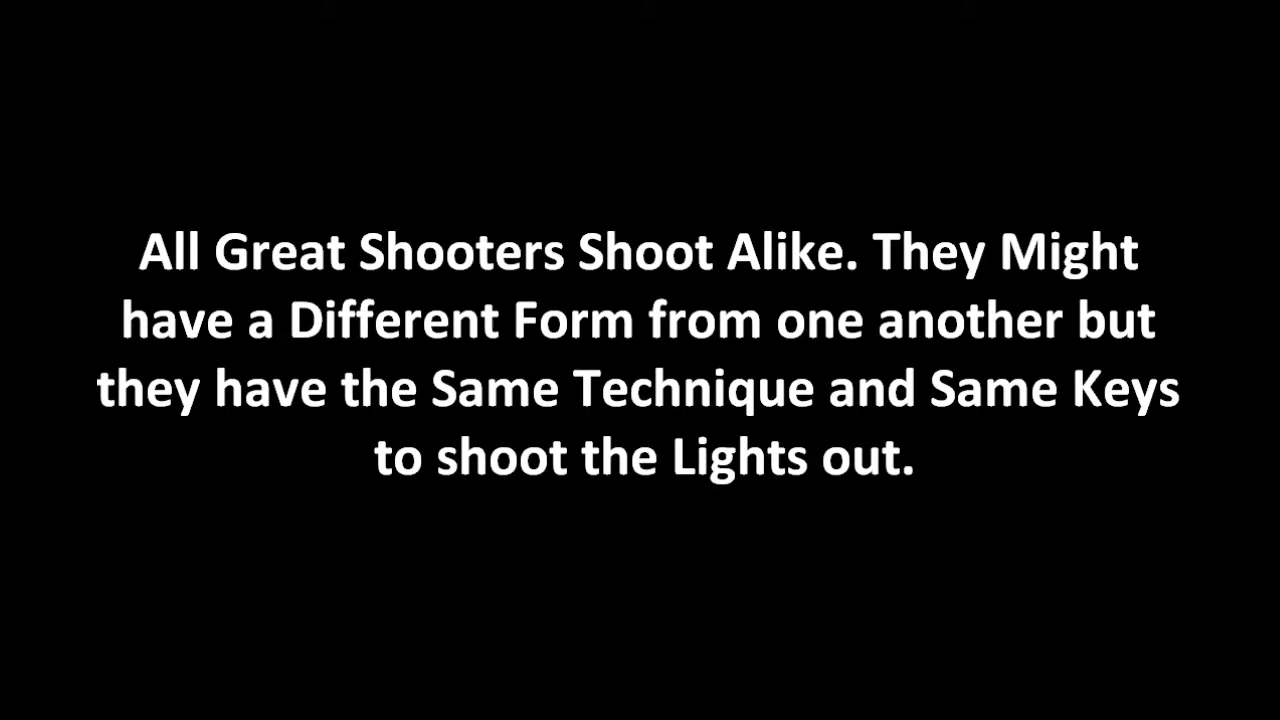 All Great Shooters Shoot Alike. They Might
have a Different Form from one another but
they have the Same Technique and Same Keys
to shoot the Lights out.